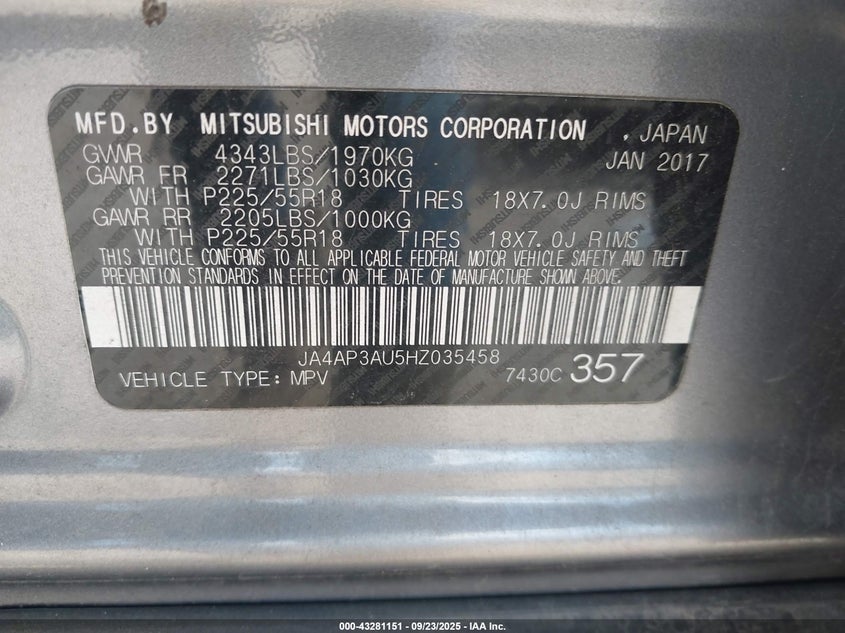 MFD.BY MITSUBISHI MOTORS CORPORATION , JAPAN
GVWR 4343LBS/1970KG JAN 2017
GAWR FR 2271LBS/1030KG
WITH P225/55R18 TIRES 18X7.0J RIMS
GAWR RR 2205LBS/1000KG
WITH P225/55R18 TIRES 18X7.0J RIMS
THIS VEHICLE CONFORMS TO ALL APPLICABLE FEDERAL MOTOR VEHICLE SAFETY AND THEFT
PREVENTION STANDARDS IN EFFECT ON THE DATE OF MANUFACTURE SHOWN ABOVE.
JA4AP3AU5HZ035458
VEHICLE TYPE: MPV 7430C 357
000-43281151 - 09/23/2025 - IAA Inc.